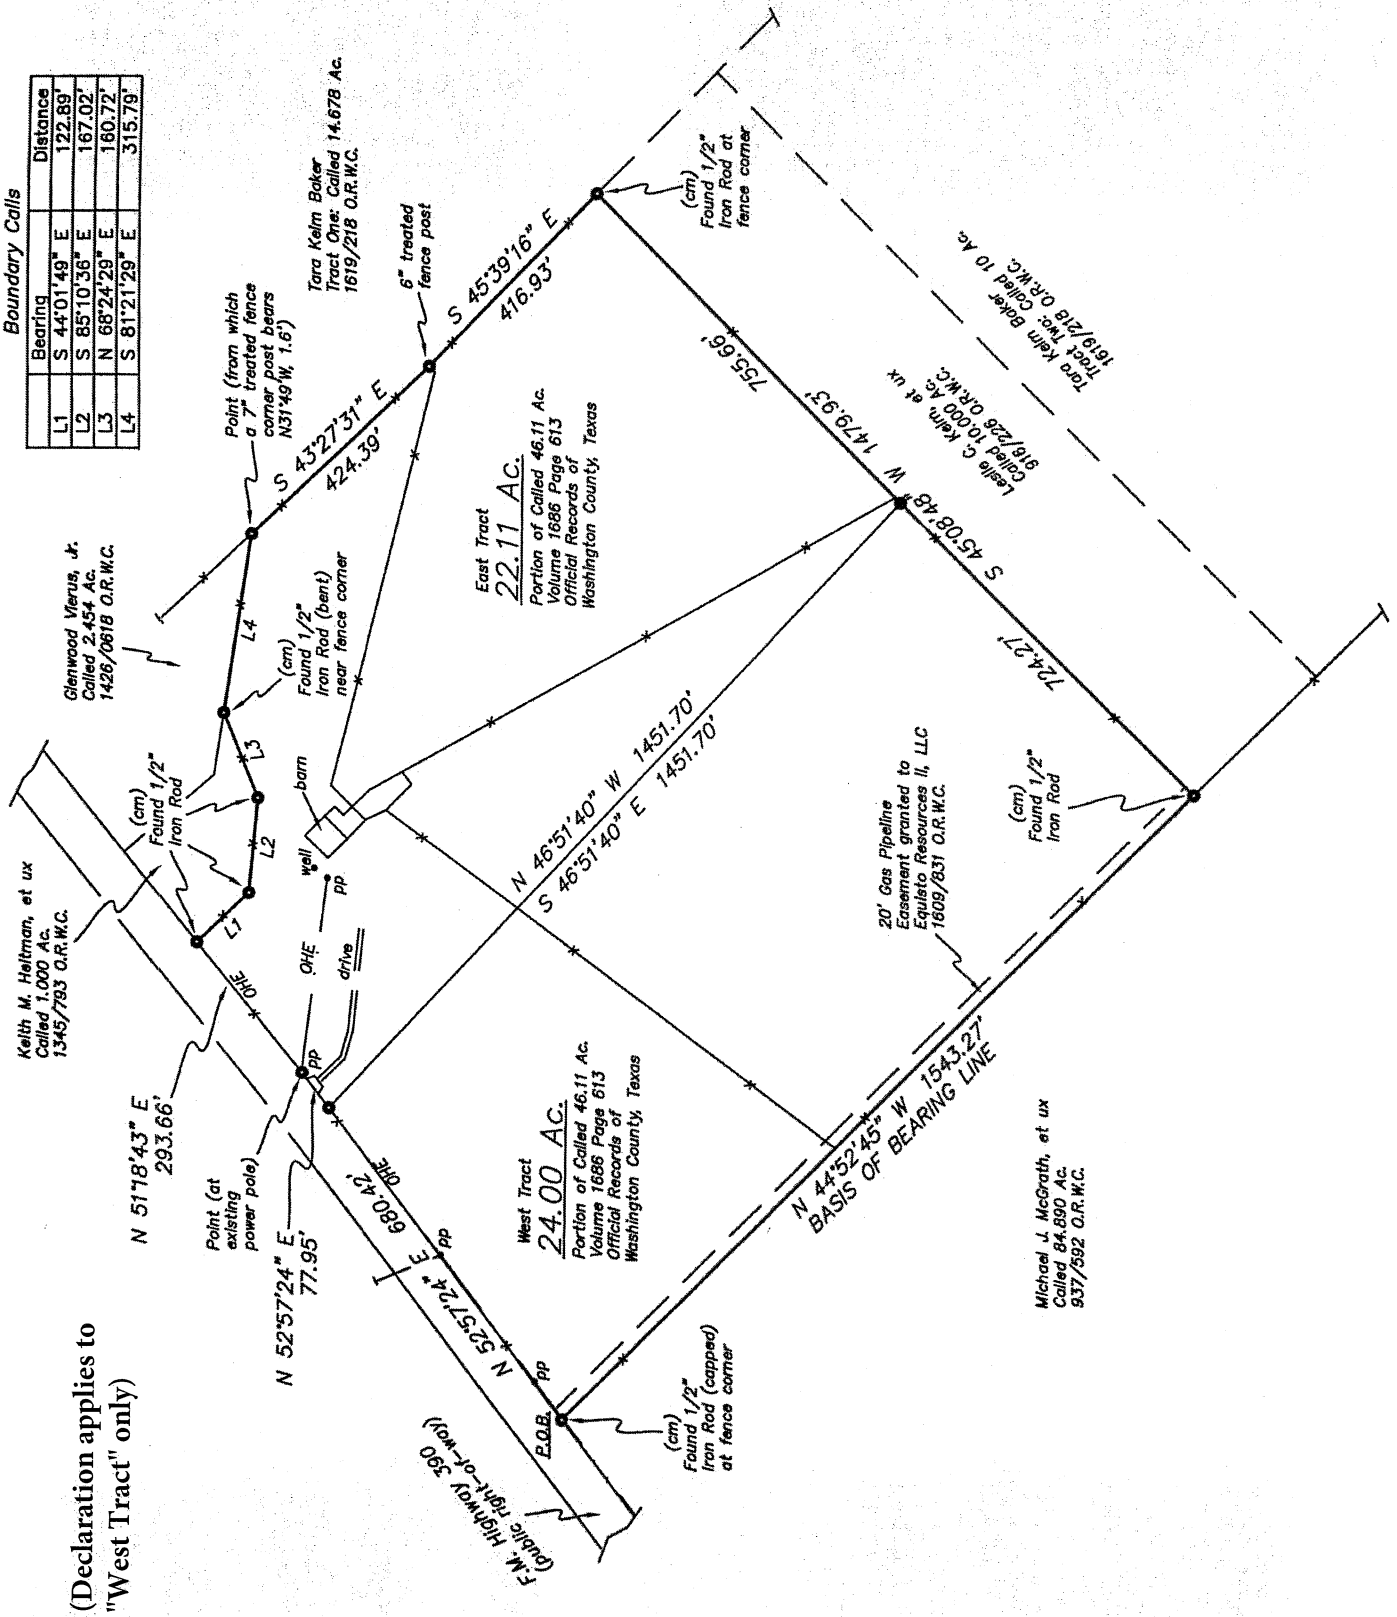 (Declaration applies to
"West Tract" only)
Boundary Calls
Bearing Distance
L1 S 44°01'49" E 122.89'
L2 S 85°10'36" E 167.02'
L3 N 68°24'29" E 160.72'
L4 S 81°21'29" E 315.79'
Keith M. Heitman, et ux
Called 1.000 Ac.
1345/793 O.R.W.C.
Glenwood Vierus, Jr.
Called 2.454 Ac.
1426/0618 O.R.W.C.
Point (from which
a 7" treated fence
corner post bears
N31°49'W, 1.6')
Tara Kelm Baker
Tract One: Called 14.678 Ac.
1619/218 O.R.W.C.
6" treated
fence post
(cm)
Found 1/2"
Iron Rod
(cm)
Found 1/2"
Iron Rod (bent)
near fence corner
N 51°18'43" E
293.66'
Point (at
existing
power pole)
N 52°57'24" E
77.95'
OHE
L1
L2
L3
L4
S 43°27'31" E
424.39'
S 45°39'16" E
416.93'
(cm)
Found 1/2"
Iron Rod at
fence corner
OHE
drive
pp
pp
well
barn
East Tract
22.11 Ac.
Portion of Called 46.11 Ac.
Volume 1686 Page 613
Official Records of
Washington County, Texas
N 46°51'40" W 1451.70'
S 46°51'40" E 1451.70'
755.66'
S 45°08'48" W 1479.93'
724.27'
Tara Kelm Baker
Tract Two: Called 10 Ac.
1619/218 O.R.W.C.
Leslie C. Kelm, et ux
Called 10.000 Ac.
916/226 O.R.W.C.
F.M. Highway 390
(public right-of-way)
N 52°57'24" E 680.42'
OHE
pp
pp
P.O.B.
(cm)
Found 1/2"
Iron Rod (capped)
at fence corner
West Tract
24.00 Ac.
Portion of Called 46.11 Ac.
Volume 1686 Page 613
Official Records of
Washington County, Texas
20' Gas Pipeline
Easement granted to
Equisto Resources II, LLC
1609/831 O.R.W.C.
(cm)
Found 1/2"
Iron Rod
N 44°52'45" W 1543.27'
BASIS OF BEARING LINE
Michael J. McGrath, et ux
Called 84.890 Ac.
937/592 O.R.W.C.